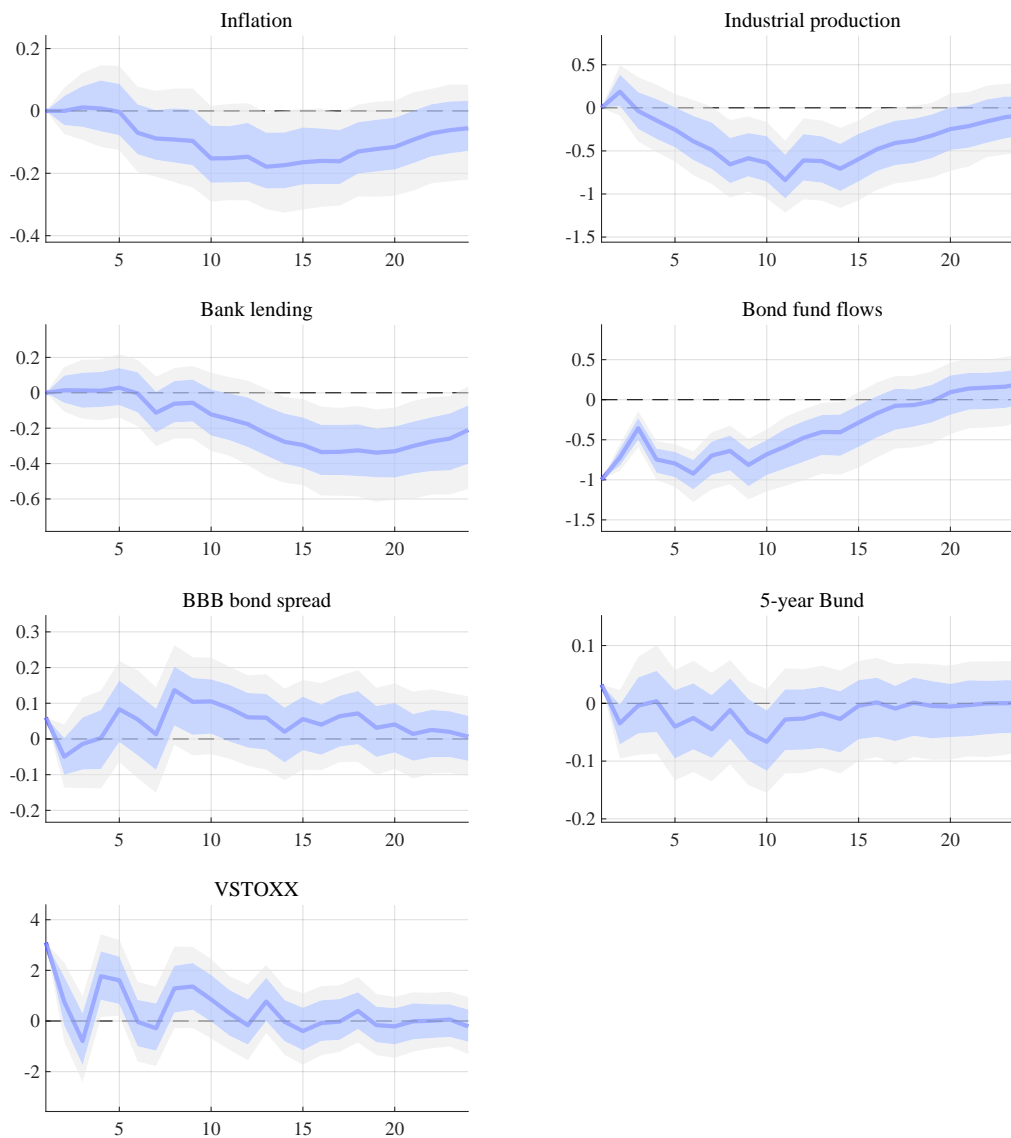 Inflation
0.2
0
-0.2
-0.4
5 10 15 20
Industrial production
0.5
0
-0.5
-1
-1.5
5 10 15 20
Bank lending
0.2
0
-0.2
-0.4
-0.6
5 10 15 20
Bond fund flows
0.5
0
-0.5
-1
-1.5
5 10 15 20
BBB bond spread
0.3
0.2
0.1
0
-0.1
-0.2
5 10 15 20
5-year Bund
0.1
0
-0.1
-0.2
5 10 15 20
VSTOXX
4
2
0
-2
5 10 15 20